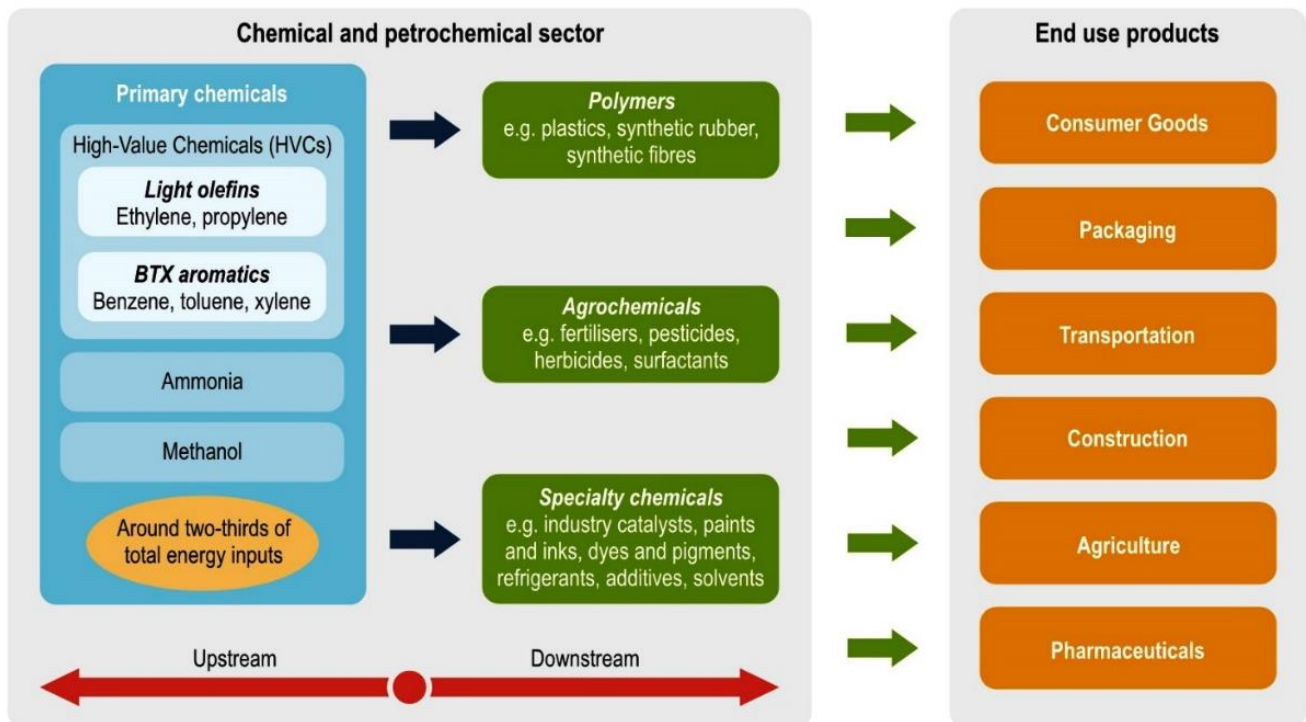 Chemical and petrochemical sector
Primary chemicals
High-Value Chemicals (HVCs)
Light olefins
Ethylene, propylene
BTX aromatics
Benzene, toluene, xylene
Ammonia
Methanol
Around two-thirds of
total energy inputs
Polymers
e.g. plastics, synthetic rubber,
synthetic fibres
Agrochemicals
e.g. fertilisers, pesticides,
herbicides, surfactants
Specialty chemicals
e.g. industry catalysts, paints
and inks, dyes and pigments,
refrigerants, additives, solvents
Upstream
Downstream
End use products
Consumer Goods
Packaging
Transportation
Construction
Agriculture
Pharmaceuticals